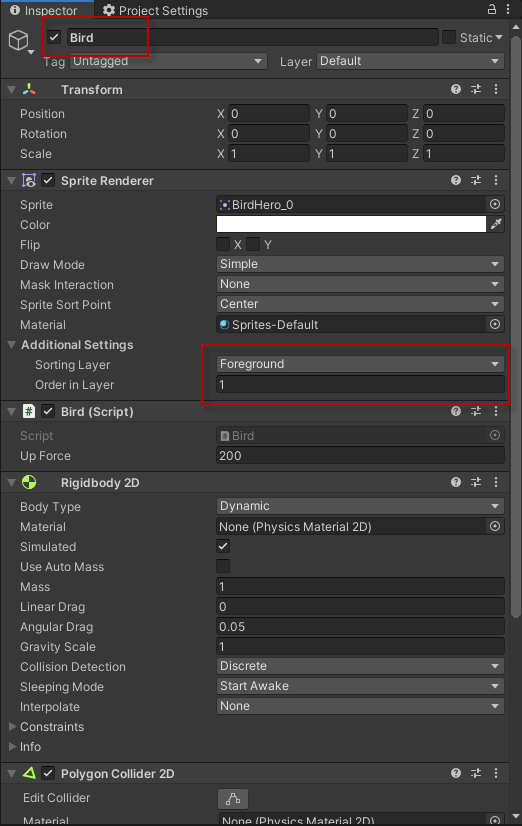 Inspector Project Settings
Bird Static
Tag Untagged Layer Default
Transform
Position X 0 Y 0 Z 0
Rotation X 0 Y 0 Z 0
Scale X 1 Y 1 Z 1
Sprite Renderer
Sprite BirdHero_0
Color
Flip X Y
Draw Mode Simple
Mask Interaction None
Sprite Sort Point Center
Material Sprites-Default
Additional Settings
Sorting Layer Foreground
Order in Layer 1
# Bird (Script)
Script # Bird
Up Force 200
Rigidbody 2D
Body Type Dynamic
Material None (Physics Material 2D)
Simulated
Use Auto Mass
Mass 1
Linear Drag 0
Angular Drag 0.05
Gravity Scale 1
Collision Detection Discrete
Sleeping Mode Start Awake
Interpolate None
Constraints
Info
Polygon Collider 2D
Edit Collider
Material None (Physics Material 2D)